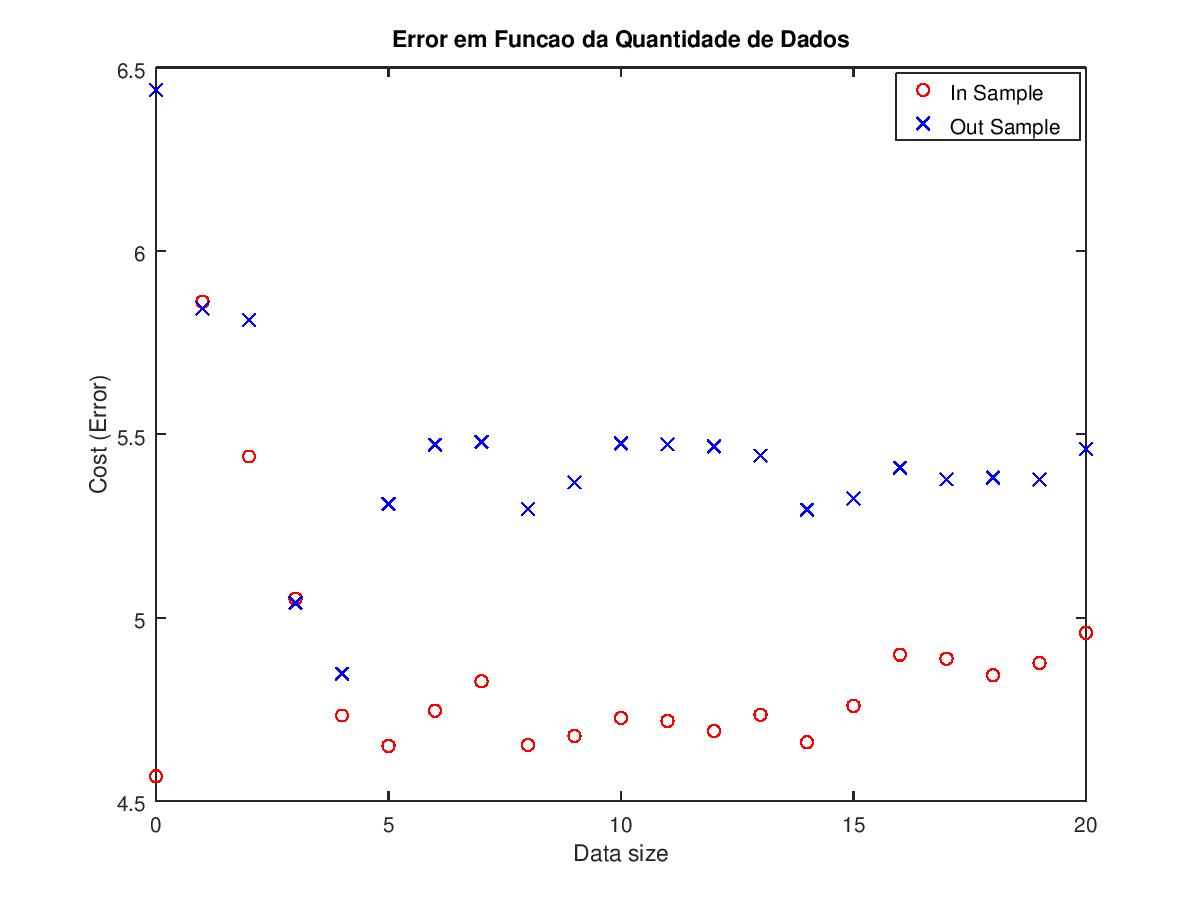 Error em Funcao da Quantidade de Dados
6.5
6
5.5
5
4.5
Cost (Error)
In Sample
Out Sample
0
5
10
15
20
Data size